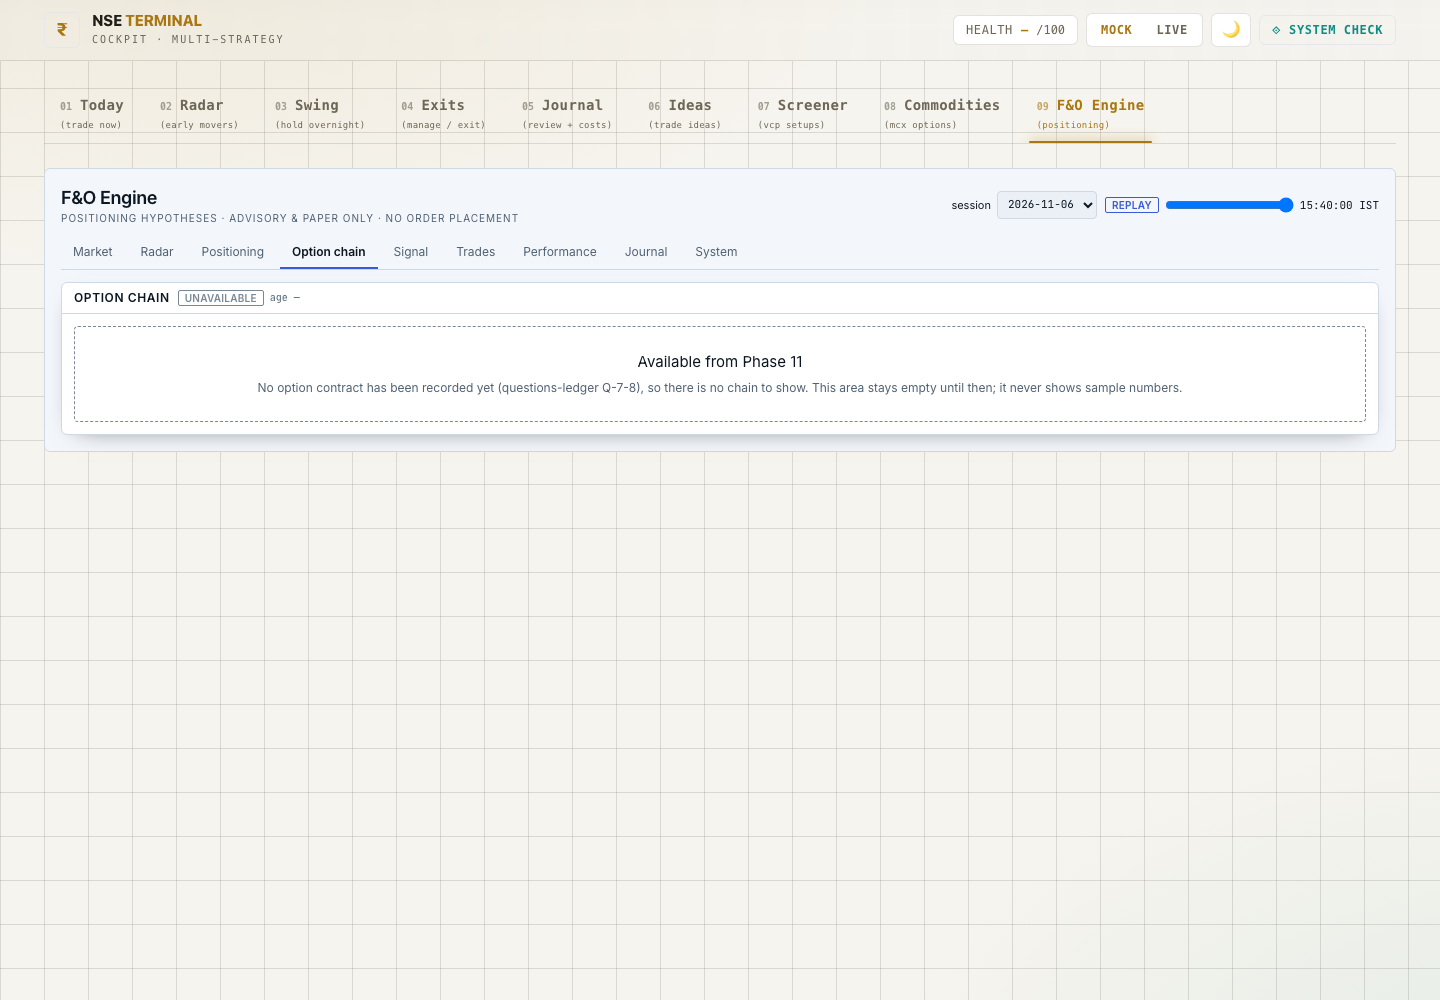 ₹
NSE TERMINAL
COCKPIT · MULTI-STRATEGY
HEALTH — /100
MOCK LIVE
◈ SYSTEM CHECK
01 Today
(trade now)
02 Radar
(early movers)
03 Swing
(hold overnight)
04 Exits
(manage / exit)
05 Journal
(review + costs)
06 Ideas
(trade ideas)
07 Screener
(vcp setups)
08 Commodities
(mcx options)
09 F&O Engine
(positioning)
F&O Engine
POSITIONING HYPOTHESES · ADVISORY & PAPER ONLY · NO ORDER PLACEMENT
session 2026-11-06 REPLAY 15:40:00 IST
Market Radar Positioning Option chain Signal Trades Performance Journal System
OPTION CHAIN UNAVAILABLE age —
Available from Phase 11
No option contract has been recorded yet (questions-ledger Q-7-8), so there is no chain to show. This area stays empty until then; it never shows sample numbers.